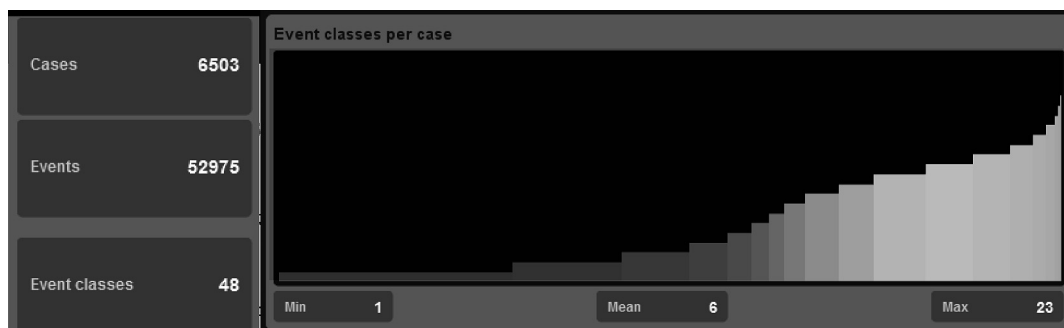 Cases 6503
Events 52975
Event classes 48
Event classes per case
Min 1 Mean 6 Max 23